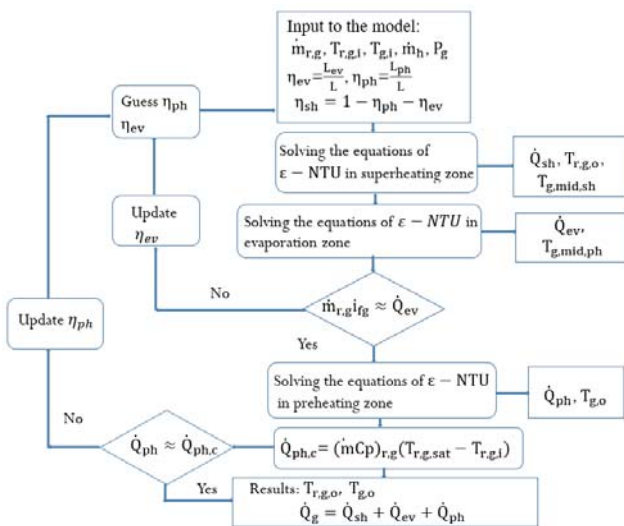 Input to the model:
ṁr,g, Tr,g,i, Tg,i, ṁh, Pg
ηev=Lev/L, ηph=Lph/L
ηsh = 1 − ηph − ηev
Guess ηph
ηev
Solving the equations of
ε − NTU in superheating zone
Q̇sh, Tr,g,o,
Tg,mid,sh
Update
ηev
Solving the equations of ε − NTU in
evaporation zone
Q̇ev,
Tg,mid,ph
No
ṁr,g ifg ≈ Q̇ev
Update ηph
Yes
Solving the equations of ε − NTU
in preheating zone
Q̇ph, Tg,o
No
Q̇ph ≈ Q̇ph,c
Q̇ph,c= (ṁCp)r,g(Tr,g,sat − Tr,g,i)
Yes
Results: Tr,g,o, Tg,o
Q̇g = Q̇sh + Q̇ev + Q̇ph